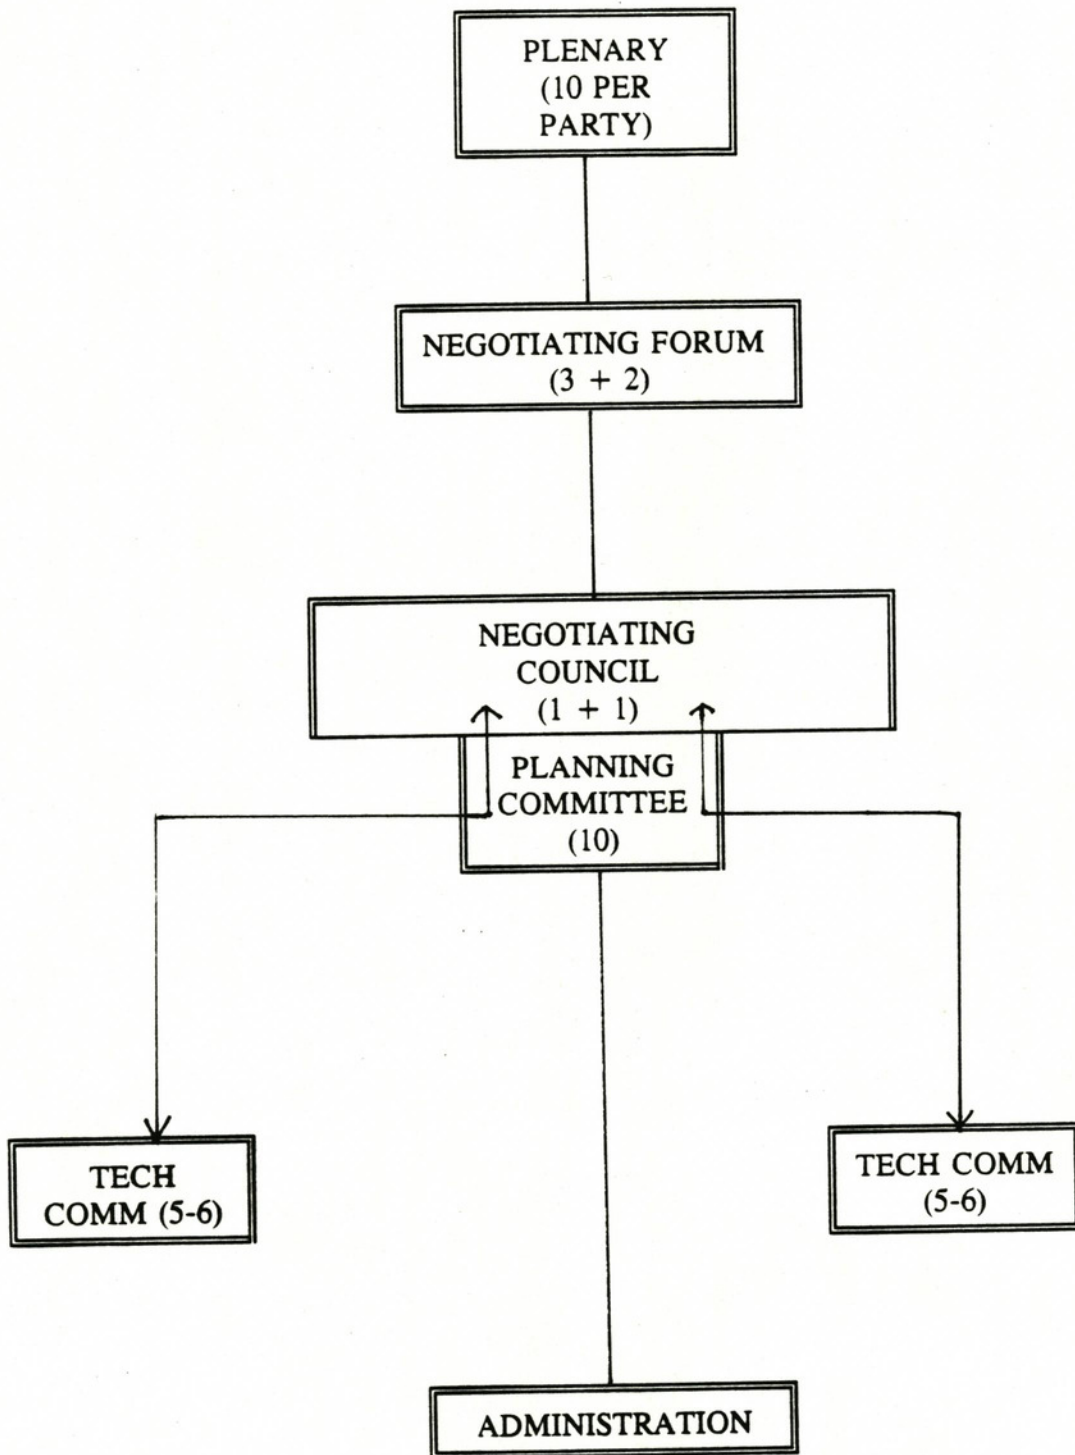 PLENARY
(10 PER
PARTY)
NEGOTIATING FORUM
(3 + 2)
NEGOTIATING
COUNCIL
(1 + 1)
PLANNING
COMMITTEE
(10)
TECH
COMM (5-6)
TECH COMM
(5-6)
ADMINISTRATION